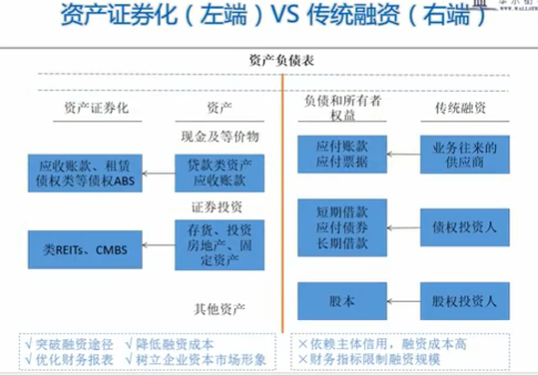 资产证券化（左端）VS 传统融资（右端）
WWW.WALLST
资产负债表
资产证券化
资产
负债和所有者
权益
传统融资
现金及等价物
应收账款、租赁
债权类等债权ABS
贷款类资产
应收账款
应付账款
应付票据
业务往来的
供应商
证券投资
类REITs、CMBS
存货、投资
房地产、固
定资产
短期借款
应付债券
长期借款
债权投资人
其他资产
股本
股权投资人
√ 突破融资途径 √ 降低融资成本
√ 优化财务报表 √ 树立企业资本市场形象
×依赖主体信用，融资成本高
×财务指标限制融资规模